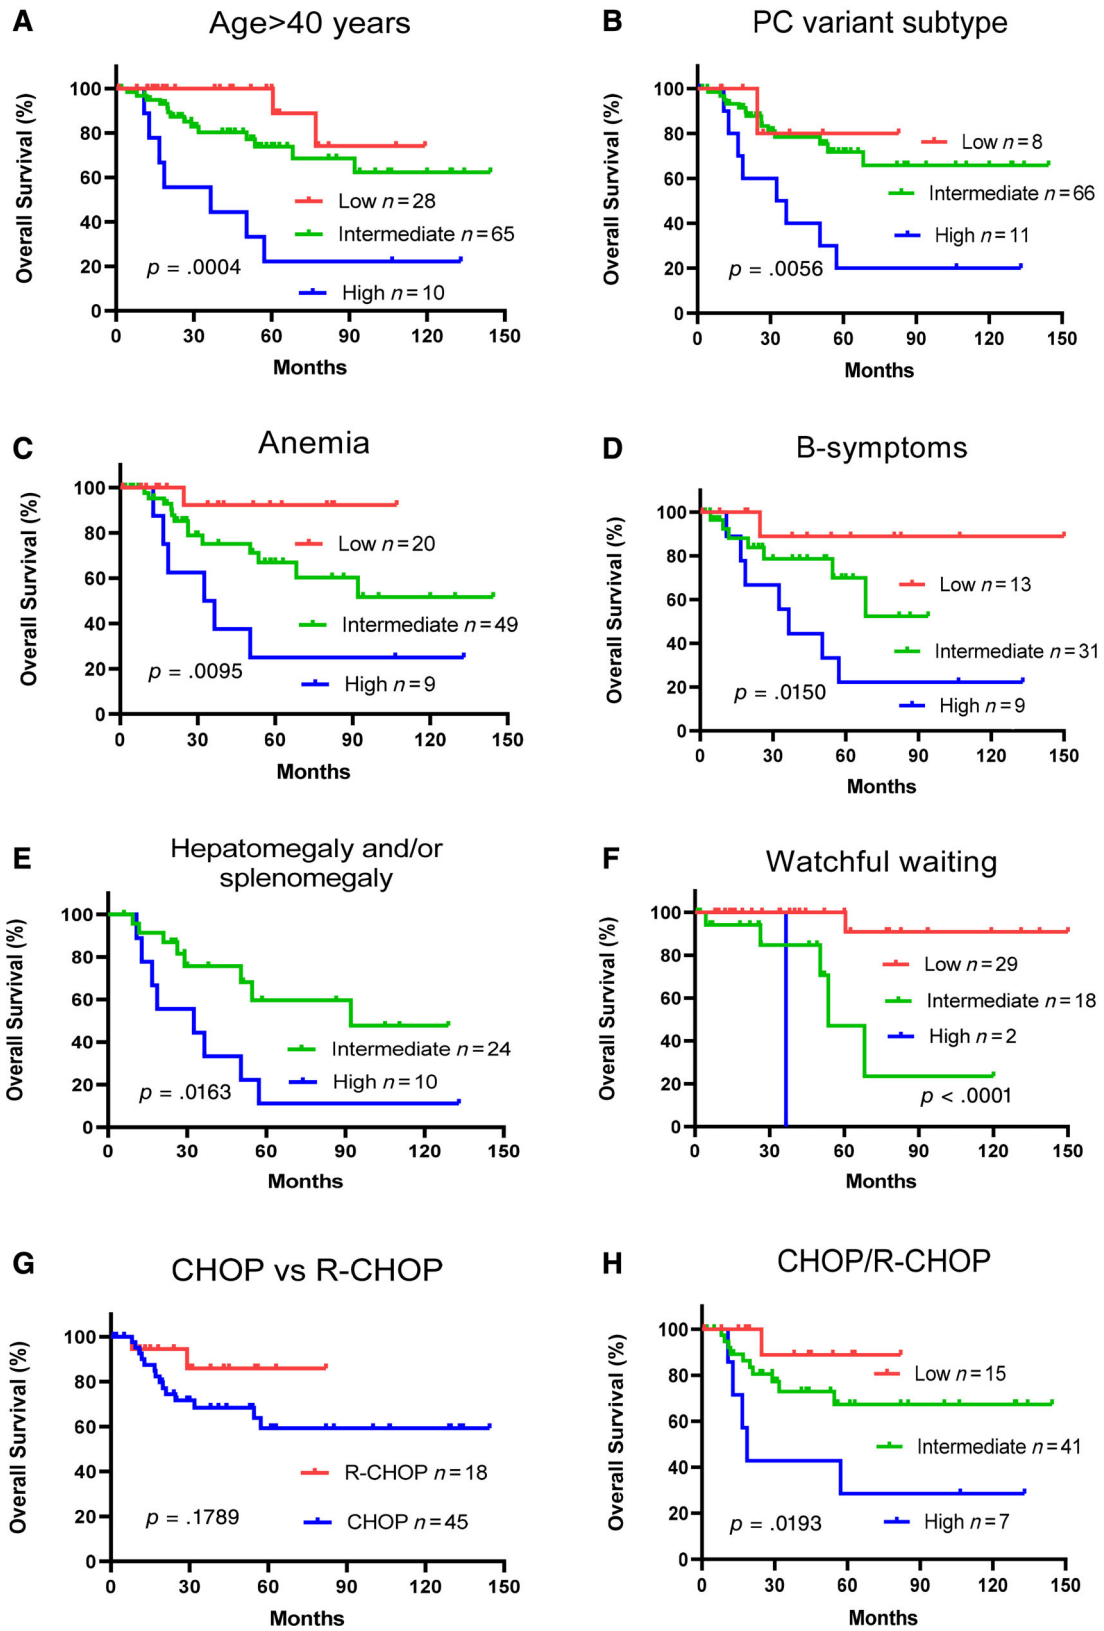 A
Age>40 years
Overall Survival (%)
100
80
60
40
20
0
0 30 60 90 120 150
Months
Low n=28
Intermediate n=65
High n=10
p = .0004
B
PC variant subtype
Overall Survival (%)
100
80
60
40
20
0
0 30 60 90 120 150
Months
Low n=8
Intermediate n=66
High n=11
p = .0056
C
Anemia
Overall Survival (%)
100
80
60
40
20
0
0 30 60 90 120 150
Months
Low n=20
Intermediate n=49
High n=9
p = .0095
D
B-symptoms
Overall Survival (%)
100
80
60
40
20
0
0 30 60 90 120 150
Months
Low n=13
Intermediate n=31
High n=9
p = .0150
E
Hepatomegaly and/or
splenomegaly
Overall Survival (%)
100
80
60
40
20
0
0 30 60 90 120 150
Months
Intermediate n=24
High n=10
p = .0163
F
Watchful waiting
Overall Survival (%)
100
80
60
40
20
0
0 30 60 90 120 150
Months
Low n=29
Intermediate n=18
High n=2
p < .0001
G
CHOP vs R-CHOP
Overall Survival (%)
100
80
60
40
20
0
0 30 60 90 120 150
Months
R-CHOP n=18
CHOP n=45
p = .1789
H
CHOP/R-CHOP
Overall Survival (%)
100
80
60
40
20
0
0 30 60 90 120 150
Months
Low n=15
Intermediate n=41
High n=7
p = .0193